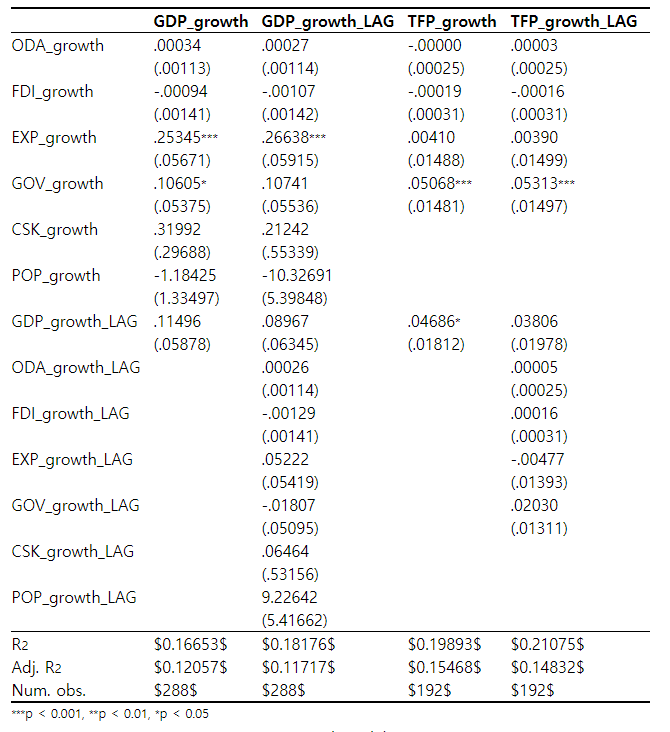 GDP_growth GDP_growth_LAG TFP_growth TFP_growth_LAG
ODA_growth .00034 .00027 -.00000 .00003
(.00113) (.00114) (.00025) (.00025)
FDI_growth -.00094 -.00107 -.00019 -.00016
(.00141) (.00142) (.00031) (.00031)
EXP_growth .25345*** .26638*** .00410 .00390
(.05671) (.05915) (.01488) (.01499)
GOV_growth .10605* .10741 .05068*** .05313***
(.05375) (.05536) (.01481) (.01497)
CSK_growth .31992 .21242
(.29688) (.55339)
POP_growth -1.18425 -10.32691
(1.33497) (5.39848)
GDP_growth_LAG .11496 .08967 .04686* .03806
(.05878) (.06345) (.01812) (.01978)
ODA_growth_LAG .00026 .00005
(.00114) (.00025)
FDI_growth_LAG -.00129 .00016
(.00141) (.00031)
EXP_growth_LAG .05222 -.00477
(.05419) (.01393)
GOV_growth_LAG -.01807 .02030
(.05095) (.01311)
CSK_growth_LAG .06464
(.53156)
POP_growth_LAG 9.22642
(5.41662)
R2 $0.16653$ $0.18176$ $0.19893$ $0.21075$
Adj. R2 $0.12057$ $0.11717$ $0.15468$ $0.14832$
Num. obs. $288$ $288$ $192$ $192$
***p < 0.001, **p < 0.01, *p < 0.05